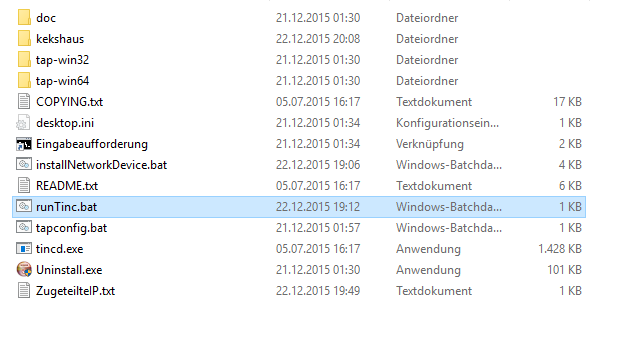 doc 21.12.2015 01:30 Dateiordner
kekshaus 22.12.2015 20:08 Dateiordner
tap-win32 21.12.2015 01:30 Dateiordner
tap-win64 21.12.2015 01:30 Dateiordner
COPYING.txt 05.07.2015 16:17 Textdokument 17 KB
desktop.ini 21.12.2015 01:34 Konfigurationsein... 1 KB
Eingabeaufforderung 21.12.2015 01:34 Verknüpfung 2 KB
installNetworkDevice.bat 22.12.2015 19:06 Windows-Batchda... 4 KB
README.txt 05.07.2015 16:17 Textdokument 6 KB
runTinc.bat 22.12.2015 19:12 Windows-Batchda... 1 KB
tapconfig.bat 21.12.2015 01:57 Windows-Batchda... 1 KB
tincd.exe 05.07.2015 16:17 Anwendung 1.428 KB
Uninstall.exe 21.12.2015 01:30 Anwendung 101 KB
ZugeteilteIP.txt 22.12.2015 19:49 Textdokument 1 KB